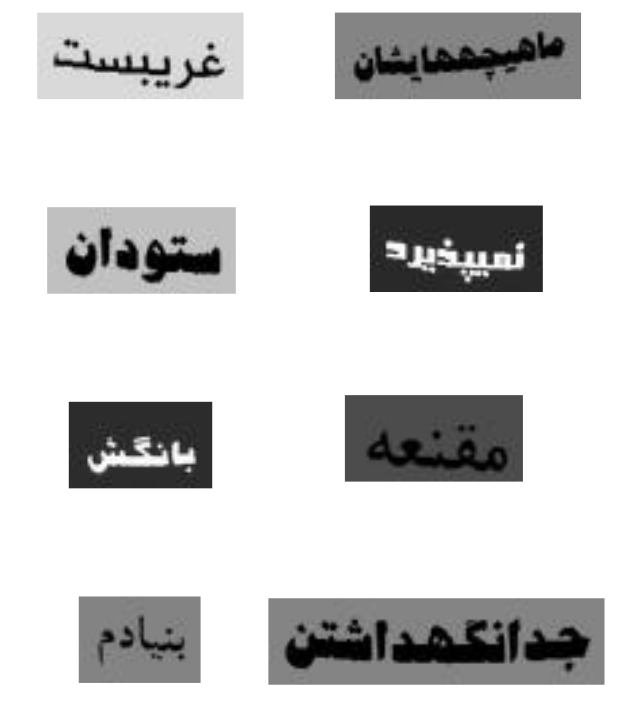 غریبست
ماهیچههایشان
ستودان
نمیپذیرد
بانگش
مقنعه
بنیادم
جدانگهداشتن